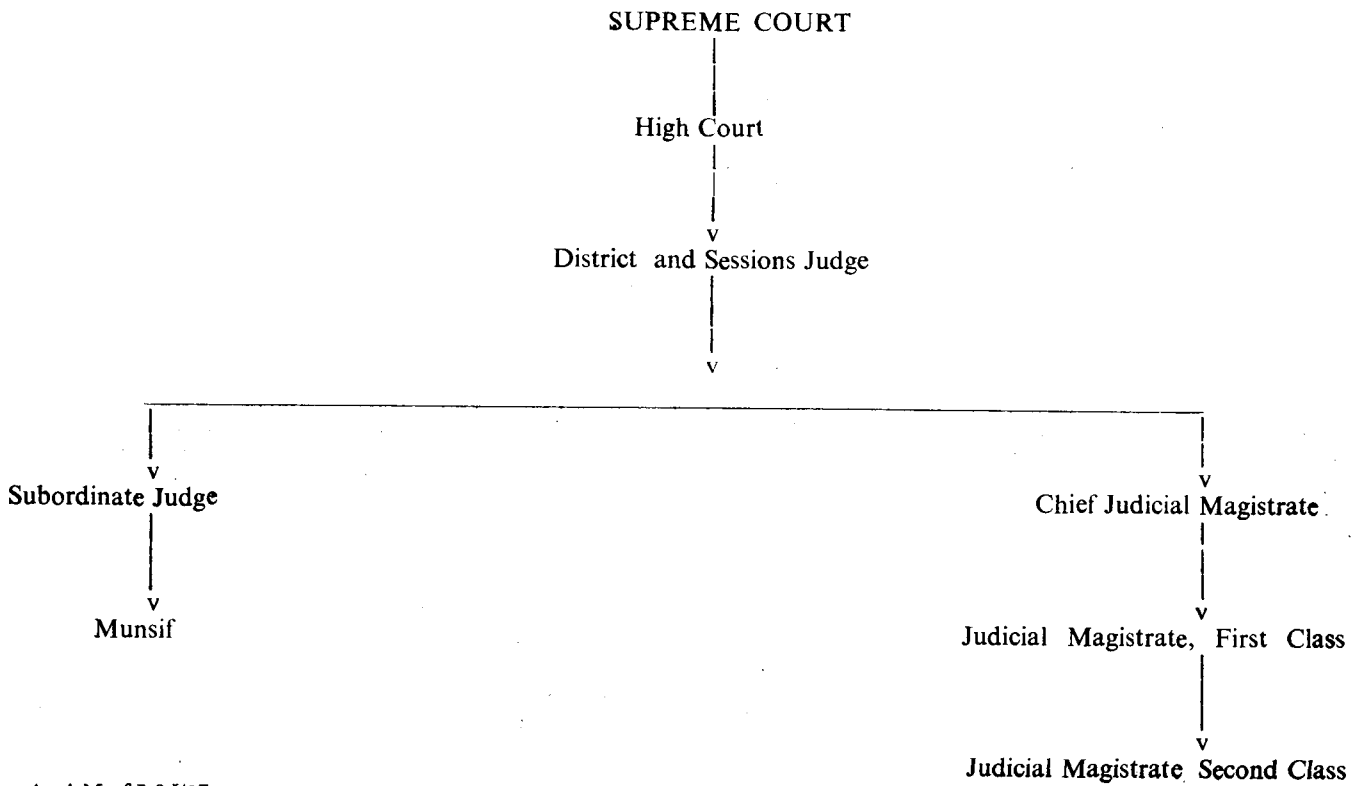 SUPREME COURT
High Court
v
District and Sessions Judge
v
v
v
Subordinate Judge
Chief Judicial Magistrate
v
v
Munsif
Judicial Magistrate, First Class
v
Judicial Magistrate Second Class